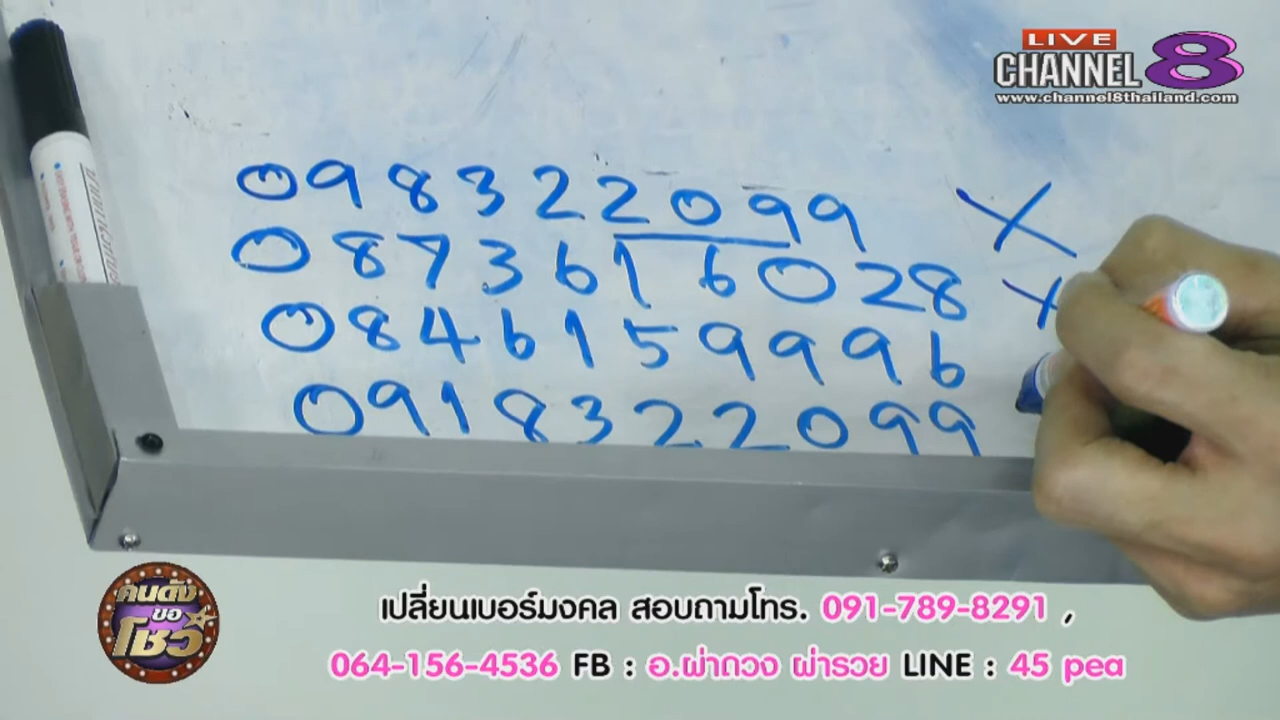 LIVE
CHANNEL 8
www.channel8thailand.com
098322099
0873616028
0846159996
0918322099
คนดัง
ขอ
โชว์
เปลี่ยนเบอร์มงคล สอบถามโทร. 091-789-8291 ,
064-156-4536 FB : อ.ผ่าดวง ผ่ารวย LINE : 45 pea